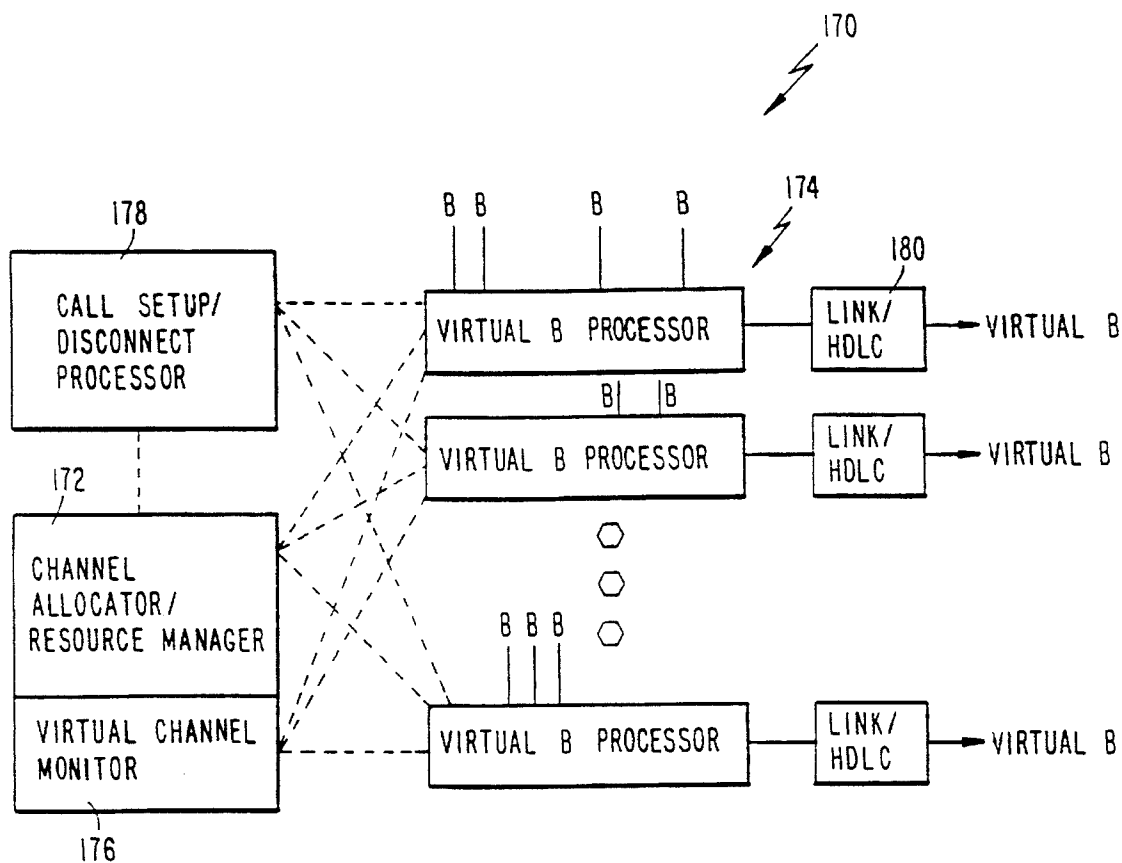 170
178
B B B B
174
180
CALL SETUP/
DISCONNECT
PROCESSOR
VIRTUAL B PROCESSOR
LINK/
HDLC
VIRTUAL B
B B
VIRTUAL B PROCESSOR
LINK/
HDLC
VIRTUAL B
172
CHANNEL
ALLOCATOR/
RESOURCE MANAGER
B B B
VIRTUAL CHANNEL
MONITOR
VIRTUAL B PROCESSOR
LINK/
HDLC
VIRTUAL B
176